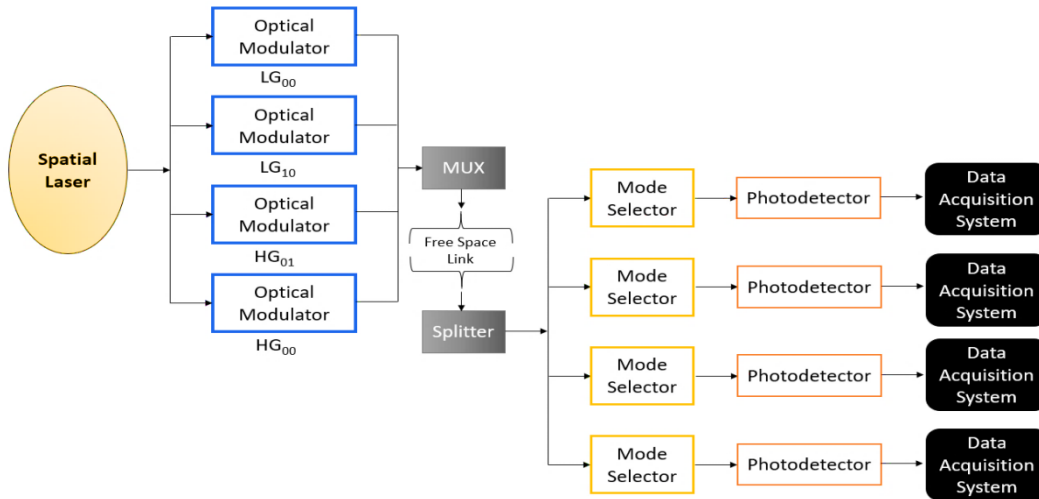 Spatial
Laser
Optical
Modulator
LG₀₀
Optical
Modulator
LG₁₀
Optical
Modulator
HG₀₁
Optical
Modulator
HG₀₀
MUX
Free Space
Link
Splitter
Mode
Selector
Photodetector
Data
Acquisition
System
Mode
Selector
Photodetector
Data
Acquisition
System
Mode
Selector
Photodetector
Data
Acquisition
System
Mode
Selector
Photodetector
Data
Acquisition
System